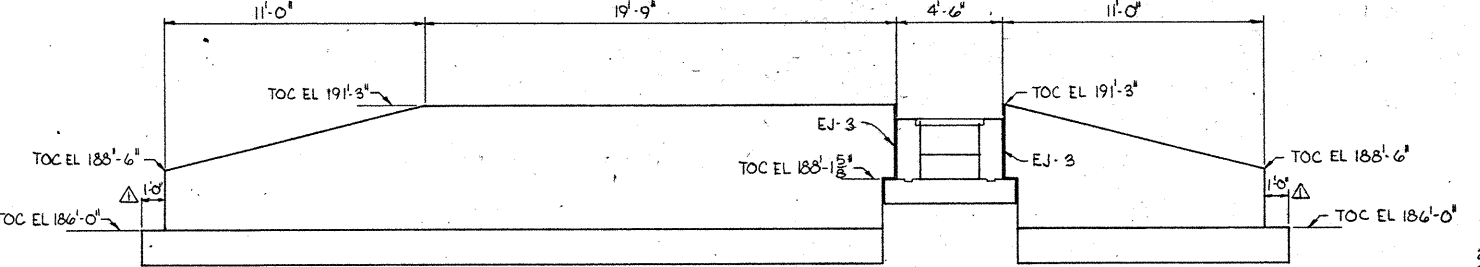 11'-0" 19'-9" 4'-6" 11'-0"
TOC EL 191'-3" TOC EL 191'-3"
EJ-3
TOC EL 188'-6" TOC EL 188'-1 5/8" EJ-3 TOC EL 188'-6"
1 1'-0" 1'-0" 1
TOC EL 186'-0" TOC EL 186'-0"